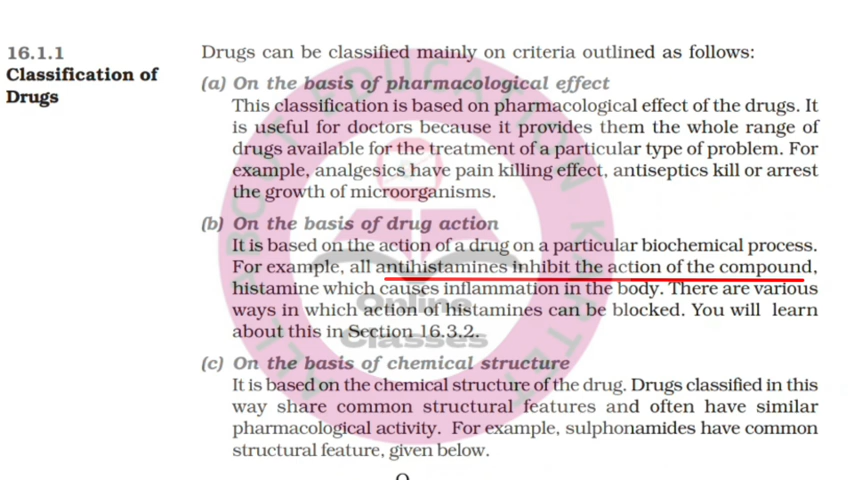 16.1.1
Classification of
Drugs
Drugs can be classified mainly on criteria outlined as follows:
(a) On the basis of pharmacological effect
This classification is based on pharmacological effect of the drugs. It
is useful for doctors because it provides them the whole range of
drugs available for the treatment of a particular type of problem. For
example, analgesics have pain killing effect, antiseptics kill or arrest
the growth of microorganisms.
(b) On the basis of drug action
It is based on the action of a drug on a particular biochemical process.
For example, all antihistamines inhibit the action of the compound,
histamine which causes inflammation in the body. There are various
ways in which action of histamines can be blocked. You will learn
about this in Section 16.3.2.
(c) On the basis of chemical structure
It is based on the chemical structure of the drug. Drugs classified in this
way share common structural features and often have similar
pharmacological activity. For example, sulphonamides have common
structural feature, given below.
O
ALL ABOUT EDUCATION KARTET
Online
Classes